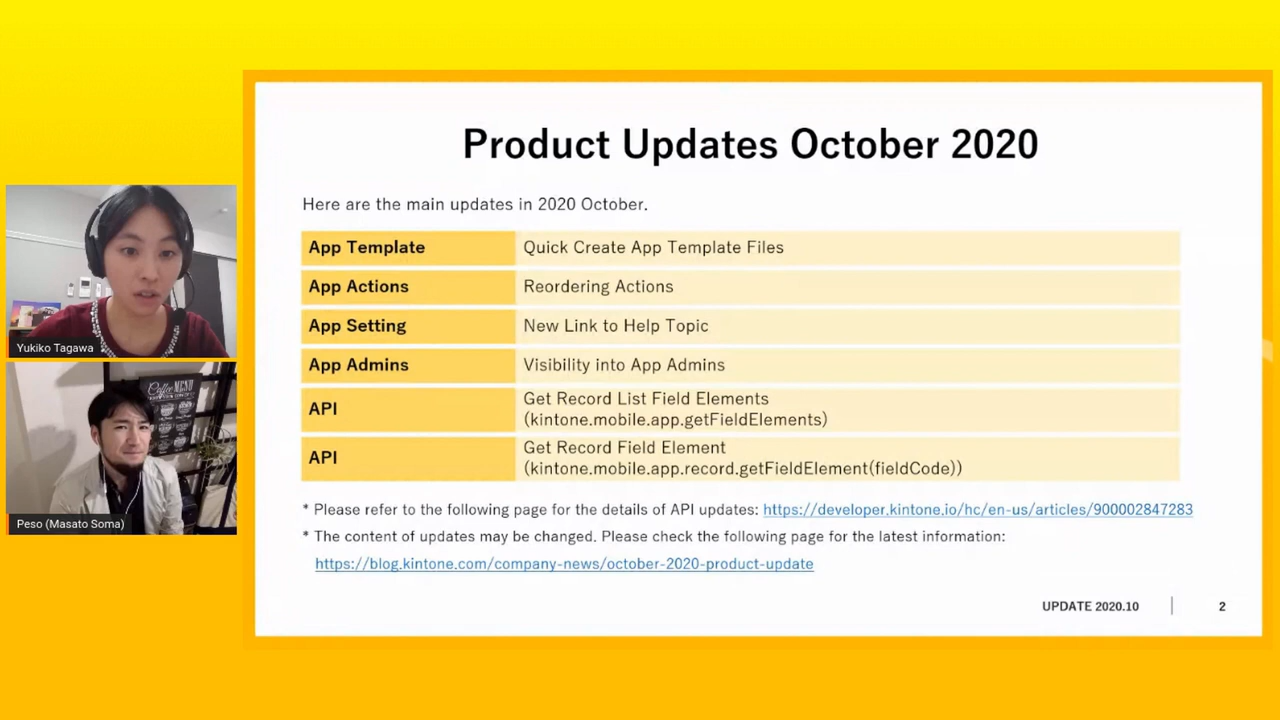 Product Updates October 2020
Here are the main updates in 2020 October.
App Template Quick Create App Template Files
App Actions Reordering Actions
App Setting New Link to Help Topic
App Admins Visibility into App Admins
API Get Record List Field Elements
(kintone.mobile.app.getFieldElements)
API Get Record Field Element
(kintone.mobile.app.record.getFieldElement(fieldCode))
* Please refer to the following page for the details of API updates: https://developer.kintone.io/hc/en-us/articles/900002847283
* The content of updates may be changed. Please check the following page for the latest information:
https://blog.kintone.com/company-news/october-2020-product-update
UPDATE 2020.10 2
Yukiko Tagawa
Coffee MENU
Peso (Masato Soma)